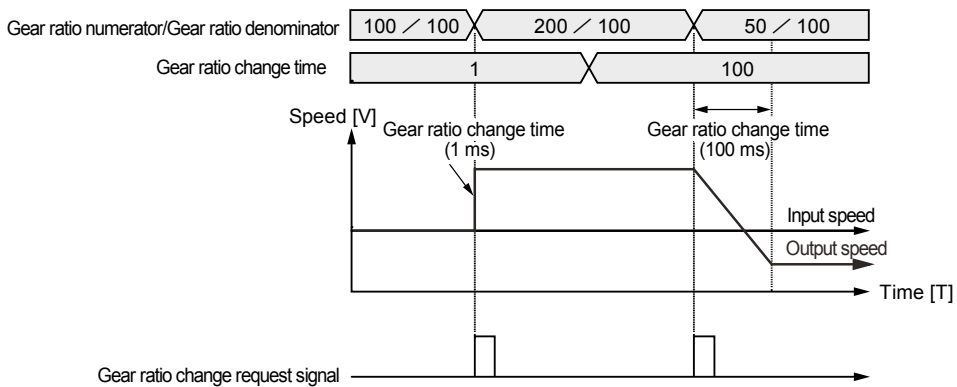 Gear ratio numerator/Gear ratio denominator 100 ／ 100 200 ／ 100 50 ／ 100
Gear ratio change time 1 100
Speed [V]
Gear ratio change time
(1 ms)
Gear ratio change time
(100 ms)
Input speed
Output speed
Time [T]
Gear ratio change request signal